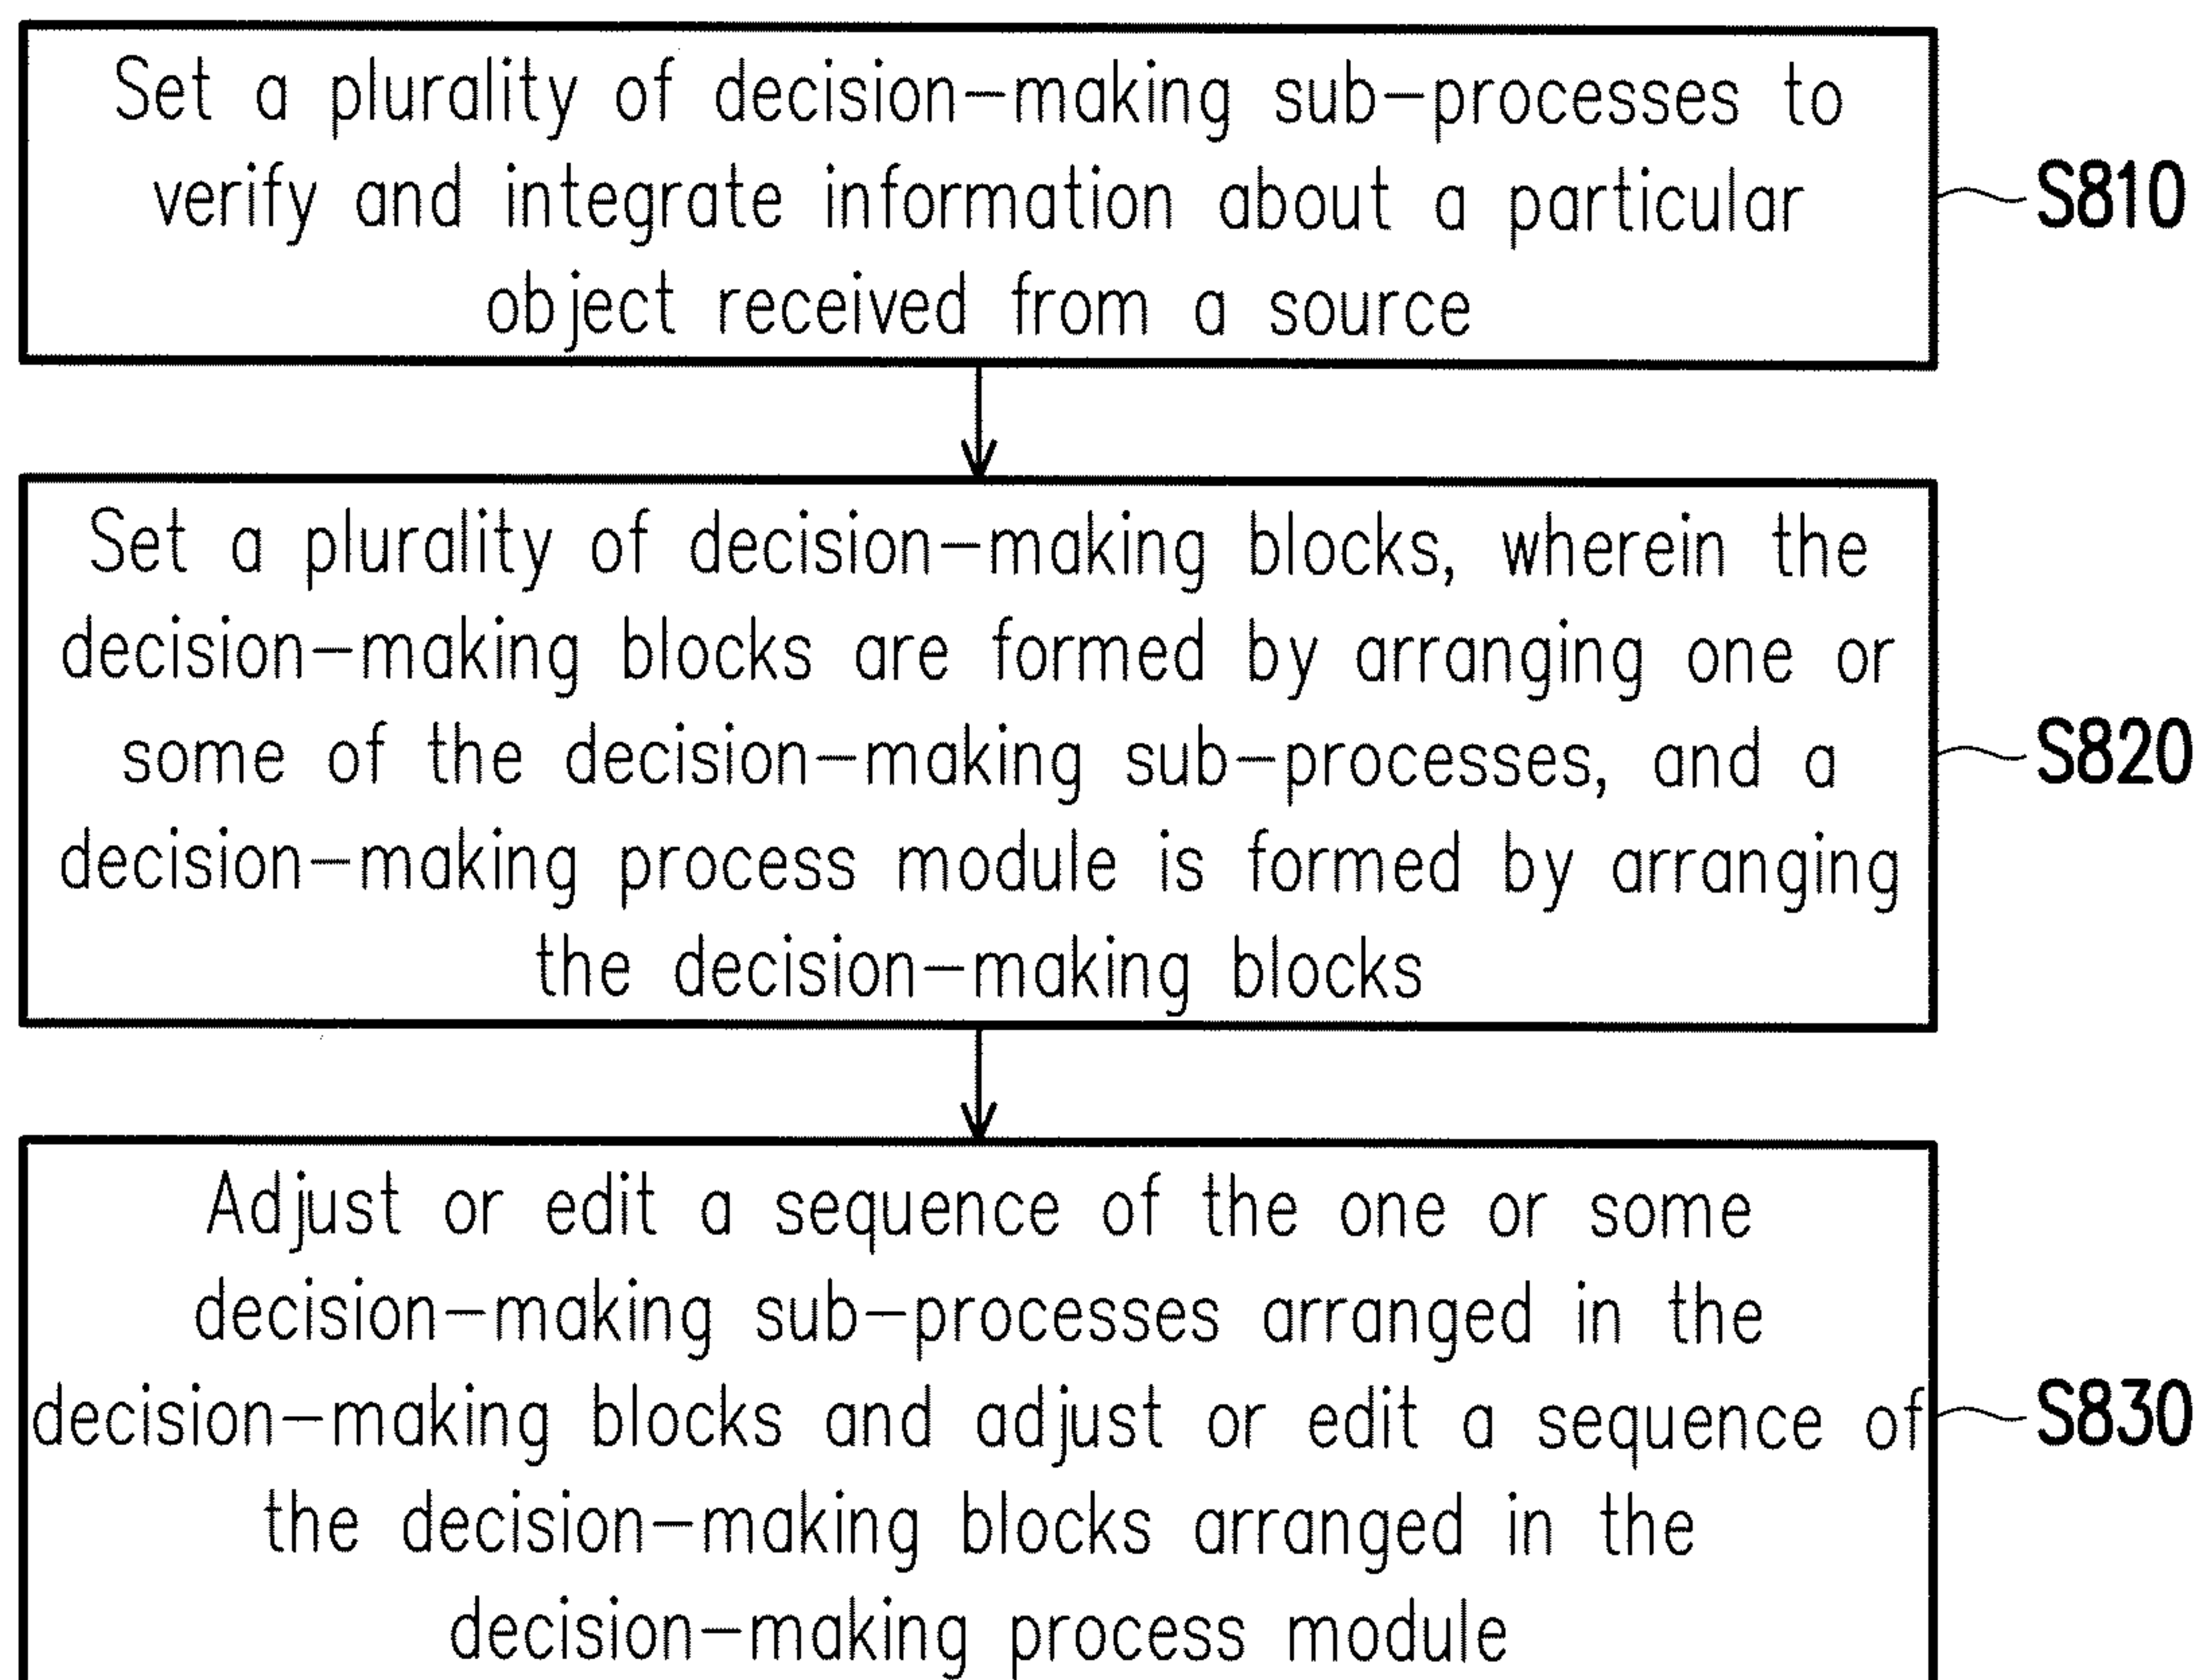 Set a plurality of decision-making sub-processes to
verify and integrate information about a particular
object received from a source
S810
Set a plurality of decision-making blocks, wherein the
decision-making blocks are formed by arranging one or
some of the decision-making sub-processes, and a
decision-making process module is formed by arranging
the decision-making blocks
S820
Adjust or edit a sequence of the one or some
decision-making sub-processes arranged in the
decision-making blocks and adjust or edit a sequence of
the decision-making blocks arranged in the
decision-making process module
S830